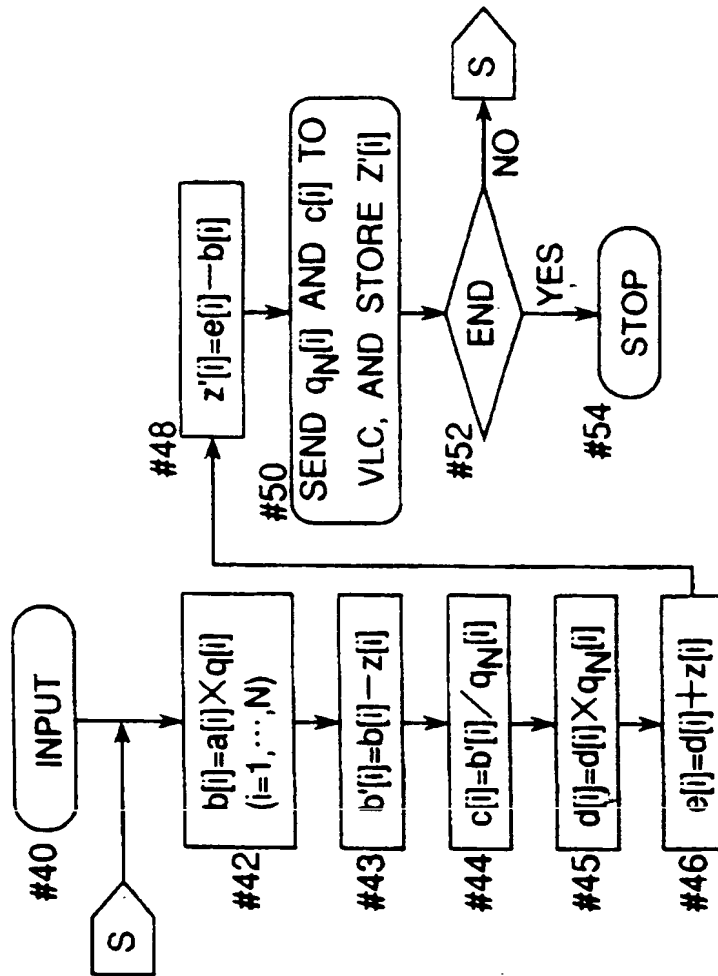 #40
INPUT
S
#42
b[i]=a[i]×q[i]
(i=1,···,N)
#43
b'[i]=b[i]−z[i]
#44
c[i]=b'[i]/qN[i]
#45
d[i]=d[i]×qN[i]
#46
e[i]=d[i]+z[i]
#48
z'[i]=e[i]−b[i]
#50
SEND qN[i] AND c[i] TO
VLC, AND STORE Z'[i]
#52
END
NO
S
YES
#54
STOP